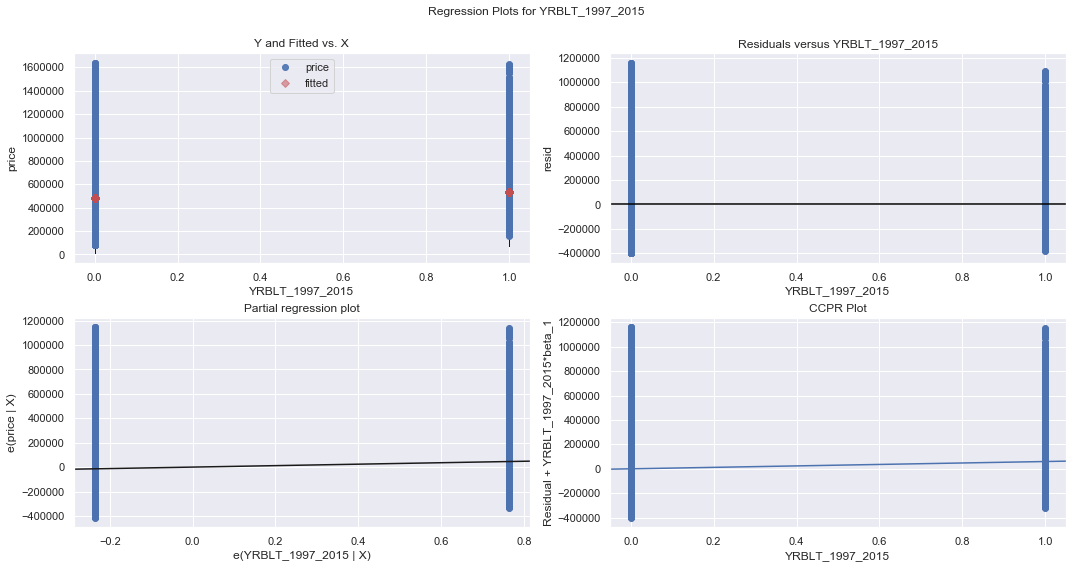 Regression Plots for YRBLT_1997_2015
Y and Fitted vs. X
price
fitted
1600000
1400000
1200000
1000000
800000
600000
400000
200000
0
price
0.0 0.2 0.4 0.6 0.8 1.0
YRBLT_1997_2015
Residuals versus YRBLT_1997_2015
1200000
1000000
800000
600000
400000
200000
0
−200000
−400000
resid
0.0 0.2 0.4 0.6 0.8 1.0
YRBLT_1997_2015
Partial regression plot
1200000
1000000
800000
600000
400000
200000
0
−200000
−400000
e(price | X)
−0.2 0.0 0.2 0.4 0.6 0.8
e(YRBLT_1997_2015 | X)
CCPR Plot
1200000
1000000
800000
600000
400000
200000
0
−200000
−400000
Residual + YRBLT_1997_2015*beta_1
0.0 0.2 0.4 0.6 0.8 1.0
YRBLT_1997_2015